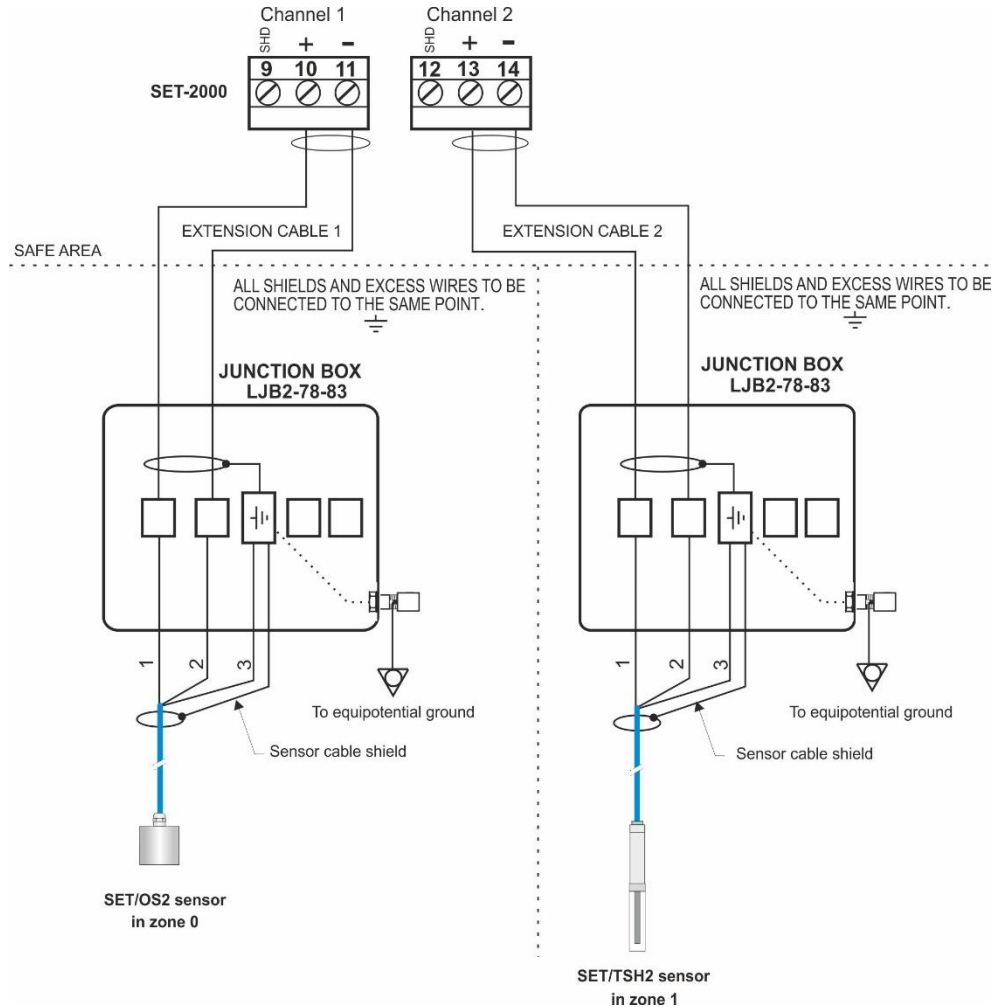 Channel 1
Channel 2
SHD + -
SHD + -
9 10 11
12 13 14
SET-2000
EXTENSION CABLE 1
EXTENSION CABLE 2
SAFE AREA
ALL SHIELDS AND EXCESS WIRES TO BE
CONNECTED TO THE SAME POINT.
ALL SHIELDS AND EXCESS WIRES TO BE
CONNECTED TO THE SAME POINT.
JUNCTION BOX
LJB2-78-83
JUNCTION BOX
LJB2-78-83
1 2 3
1 2 3
To equipotential ground
To equipotential ground
Sensor cable shield
Sensor cable shield
SET/OS2 sensor
in zone 0
SET/TSH2 sensor
in zone 1